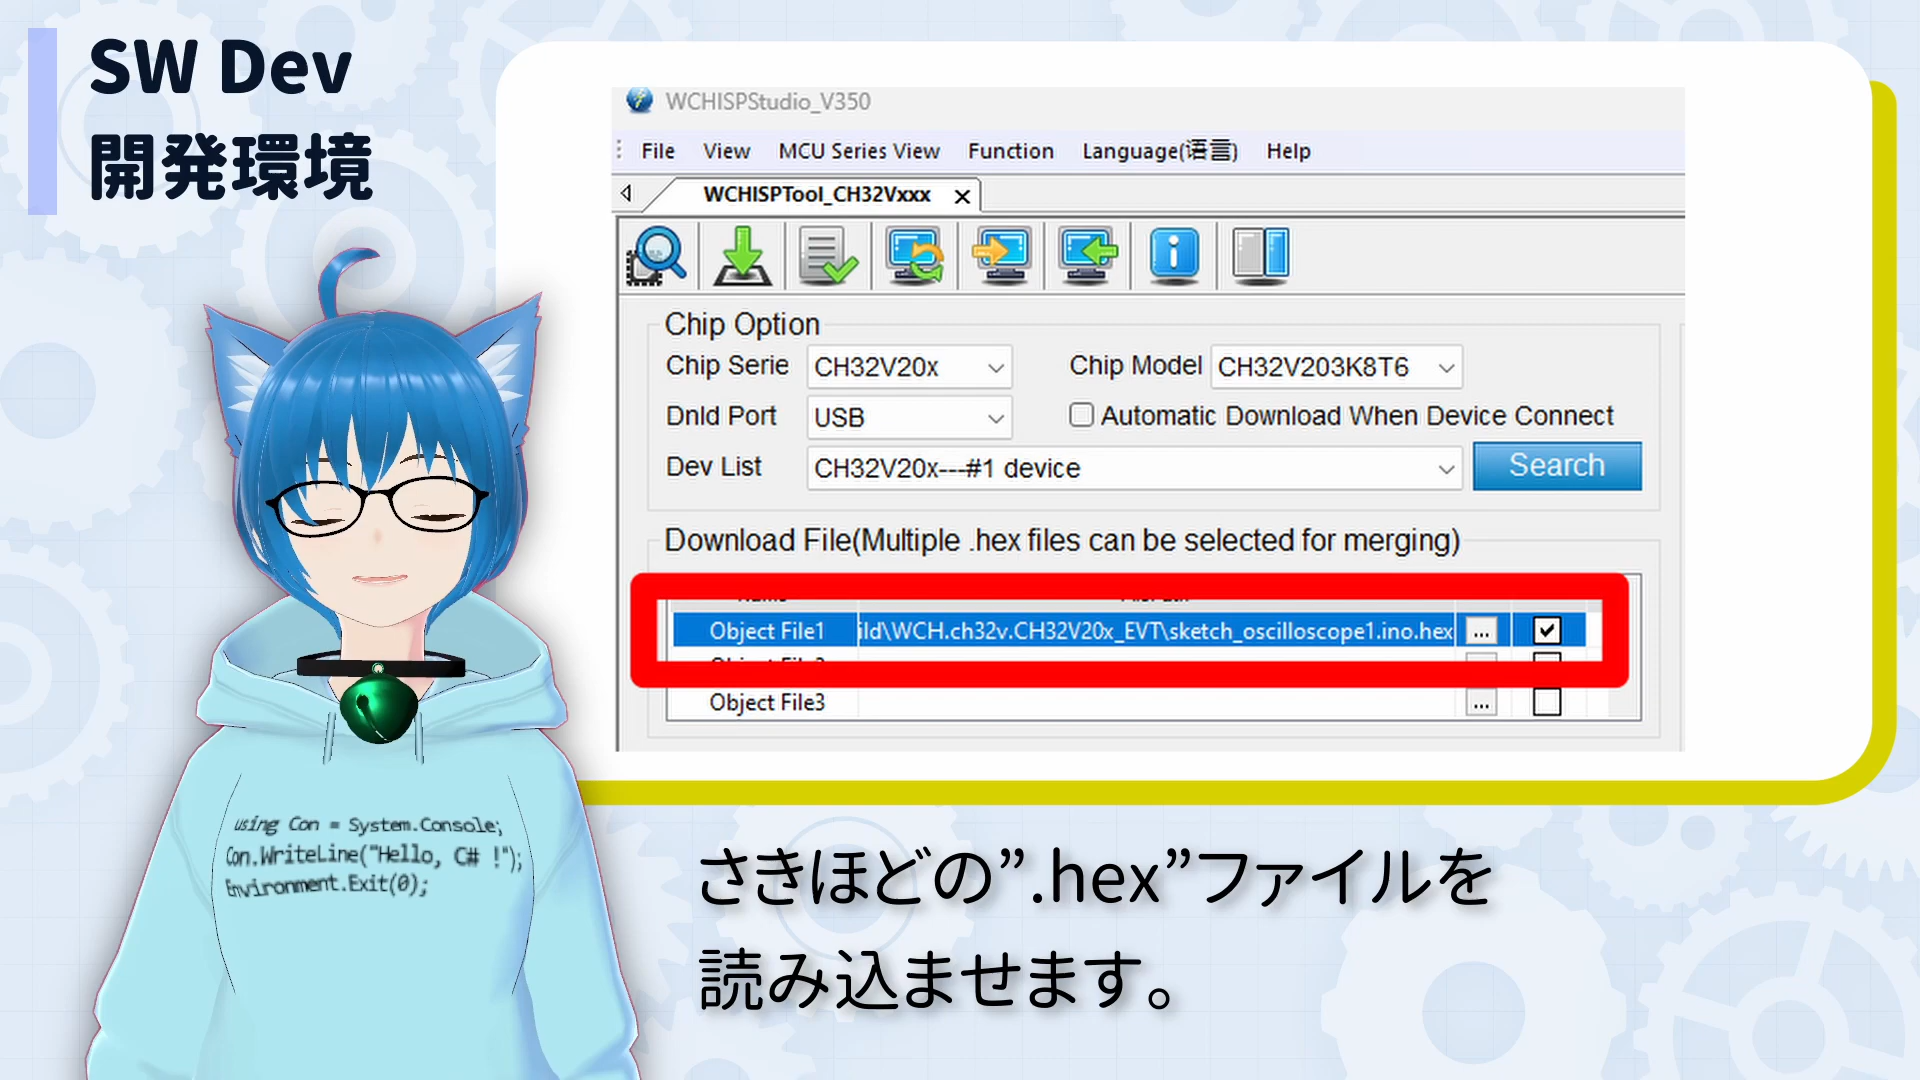 SW Dev
開発環境
WCHISPStudio_V350
File View MCU Series View Function Language(语言) Help
WCHISPTool_CH32Vxxx
Chip Option
Chip Serie CH32V20x Chip Model CH32V203K8T6
Dnld Port USB Automatic Download When Device Connect
Dev List CH32V20x---#1 device Search
Download File(Multiple .hex files can be selected for merging)
Object File1 ild\WCH.ch32v.CH32V20x_EVT\sketch_oscilloscope1.ino.hex ...
Object File3 ...
using Con = System.Console;
Con.WriteLine("Hello, C# !");
Environment.Exit(0);
さきほどの”.hex”ファイルを
読み込ませます。